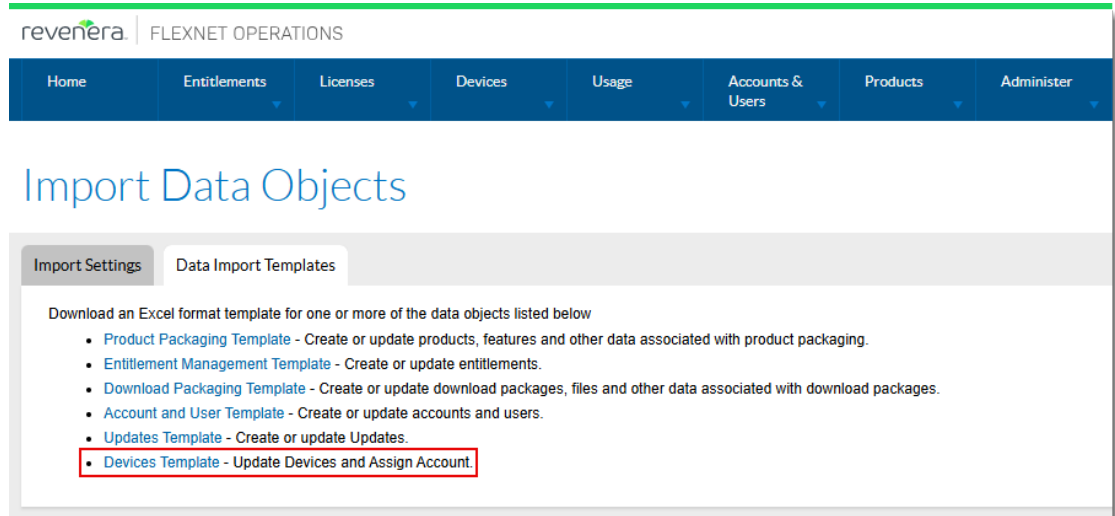 revenera. FLEXNET OPERATIONS
Home Entitlements Licenses Devices Usage Accounts & Users Products Administer
Import Data Objects
Import Settings Data Import Templates
Download an Excel format template for one or more of the data objects listed below
• Product Packaging Template - Create or update products, features and other data associated with product packaging.
• Entitlement Management Template - Create or update entitlements.
• Download Packaging Template - Create or update download packages, files and other data associated with download packages.
• Account and User Template - Create or update accounts and users.
• Updates Template - Create or update Updates.
• Devices Template - Update Devices and Assign Account.